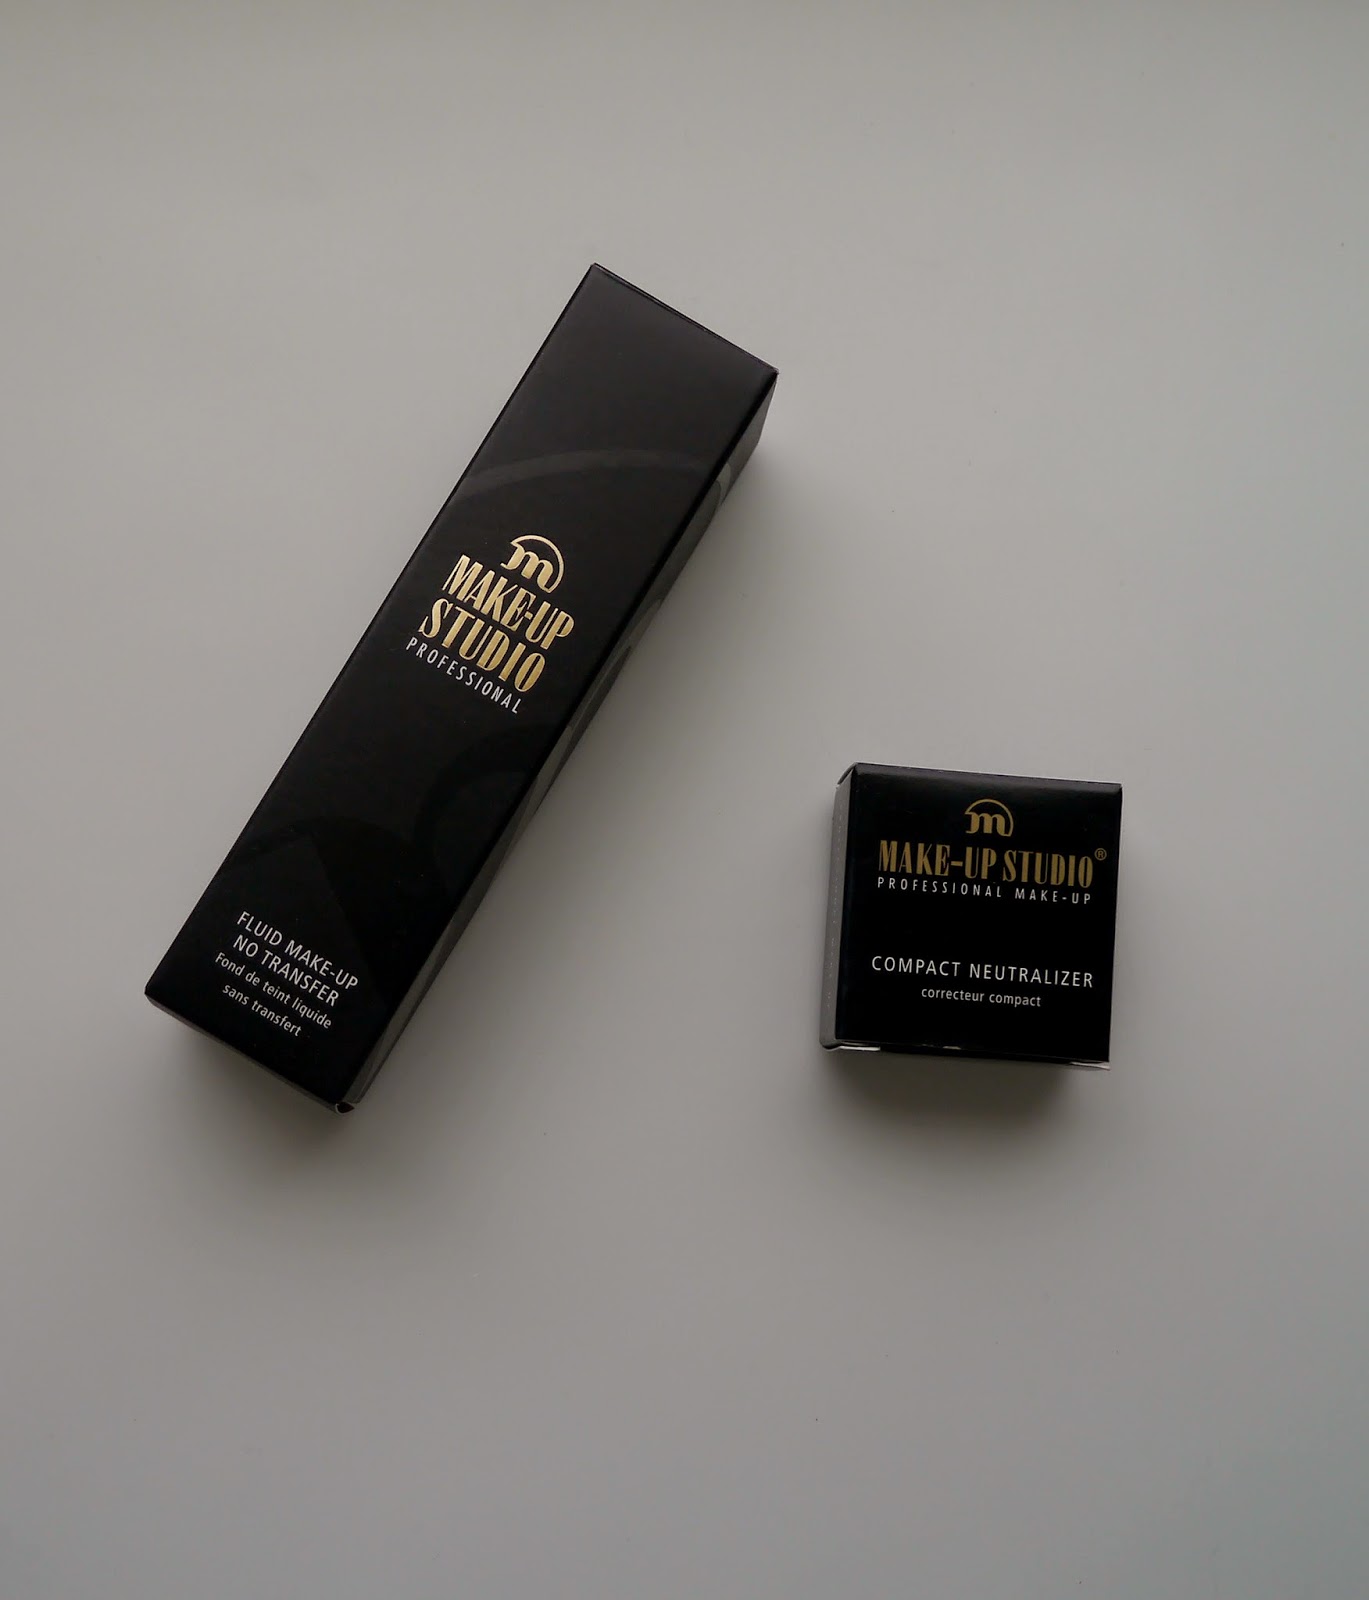 m
MAKE-UP
STUDIO
PROFESSIONAL
FLUID MAKE-UP
NO TRANSFER
Fond de teint liquide
sans transfert
m
MAKE-UP STUDIO®
PROFESSIONAL MAKE-UP
COMPACT NEUTRALIZER
correcteur compact